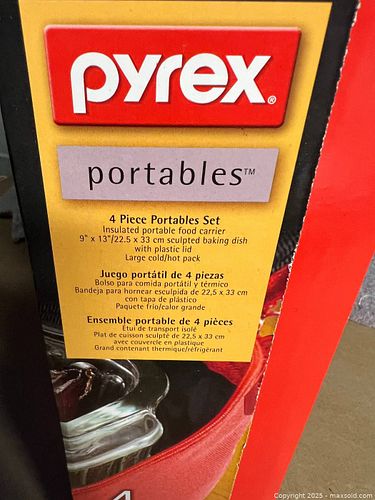 pyrex®
portables™
4 Piece Portables Set
Insulated portable food carrier
9" x 13"/22.5 x 33 cm sculpted baking dish
with plastic lid
Large cold/hot pack
Juego portátil de 4 piezas
Bolso para comida portátil y térmico
Bandeja para hornear esculpida de 22,5 x 33 cm
con tapa de plástico
Paquete frío/calor grande
Ensemble portable de 4 pièces
Étui de transport isolé
Plat de cuisson sculpté de 22,5 x 33 cm
avec couvercle en plastique
Grand contenant thermique/réfrigérant
Copyright 2025 - maxsold.com